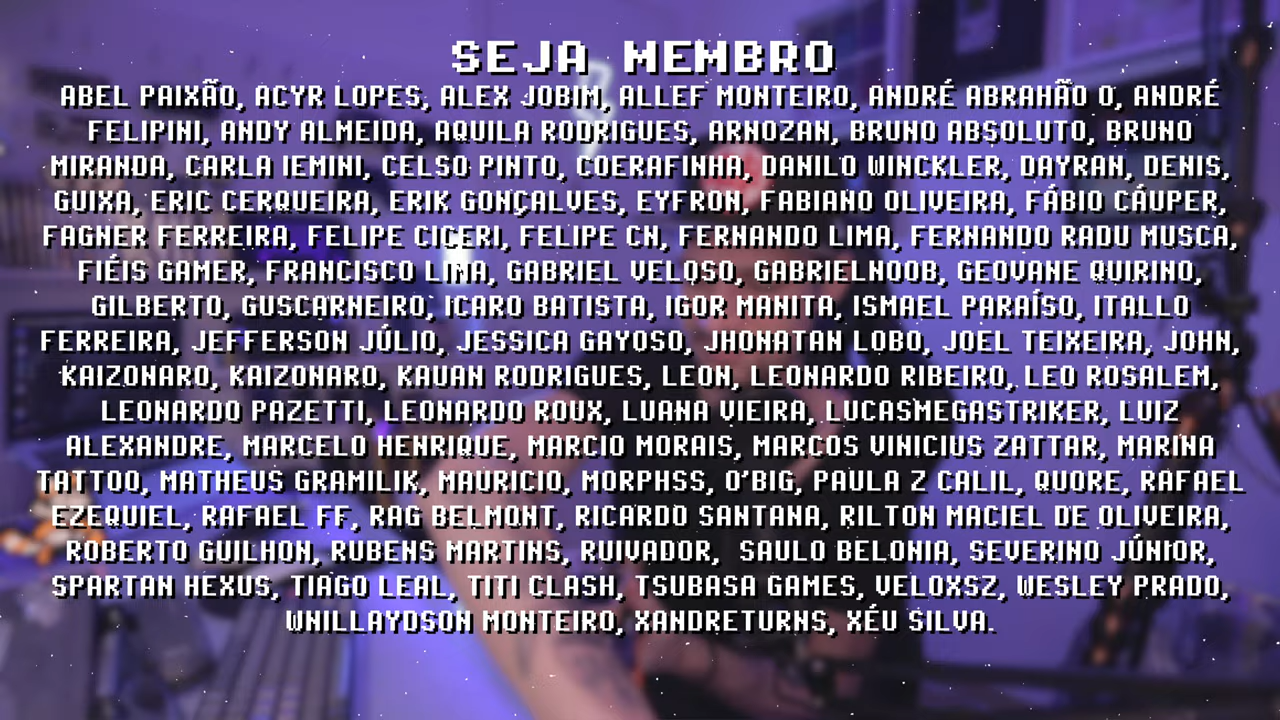 SEJA MEMBRO
ABEL PAIXÃO, ACYR LOPES, ALEX JOBIM, ALLEF MONTEIRO, ANDRÉ ABRAHÃO O, ANDRÉ
FELIPINI, ANDY ALMEIDA, AQUILA RODRIGUES, ARNOZAN, BRUNO ABSOLUTO, BRUNO
MIRANDA, CARLA IEMINI, CELSO PINTO, COERAFINHA, DANILO WINCKLER, DAYRAN, DENIS,
GUIXA, ERIC CERQUEIRA, ERIK GONÇALVES, EYFRON, FABIANO OLIVEIRA, FÁBIO CÁUPER,
FAGNER FERREIRA, FELIPE CICERI, FELIPE CN, FERNANDO LIMA, FERNANDO RADU MUSCA,
FIÉIS GAMER, FRANCISCO LIMA, GABRIEL VELOSO, GABRIELNOOB, GEOVANE QUIRINO,
GILBERTO, GUSCARNEIRO, ICARO BATISTA, IGOR MANITA, ISMAEL PARAÍSO, ITALLO
FERREIRA, JEFFERSON JÚLIO, JESSICA GAYOSO, JHONATAN LOBO, JOEL TEIXEIRA, JOHN,
KAIZONARO, KAIZONARO, KAUAN RODRIGUES, LEON, LEONARDO RIBEIRO, LEO ROSALEM,
LEONARDO PAZETTI, LEONARDO ROUX, LUANA VIEIRA, LUCASMEGASTRIKER, LUIZ
ALEXANDRE, MARCELO HENRIQUE, MARCIO MORAIS, MARCOS VINICIUS ZATTAR, MARINA
TATTOO, MATHEUS GRAMILIK, MAURICIO, MORPHSS, O'BIG, PAULA Z CALIL, QUORE, RAFAEL
EZEQUIEL, RAFAEL FF, RAG BELMONT, RICARDO SANTANA, RILTON MACIEL DE OLIVEIRA,
ROBERTO GUILHON, RUBENS MARTINS, RUIVADOR, SAULO BELONIA, SEVERINO JÚNIOR,
SPARTAN HEXUS, TIAGO LEAL, TITI CLASH, TSUBASA GAMES, VELOXSZ, WESLEY PRADO,
WHILLAYDSON MONTEIRO, XANDRETURNS, XÉU SILVA.